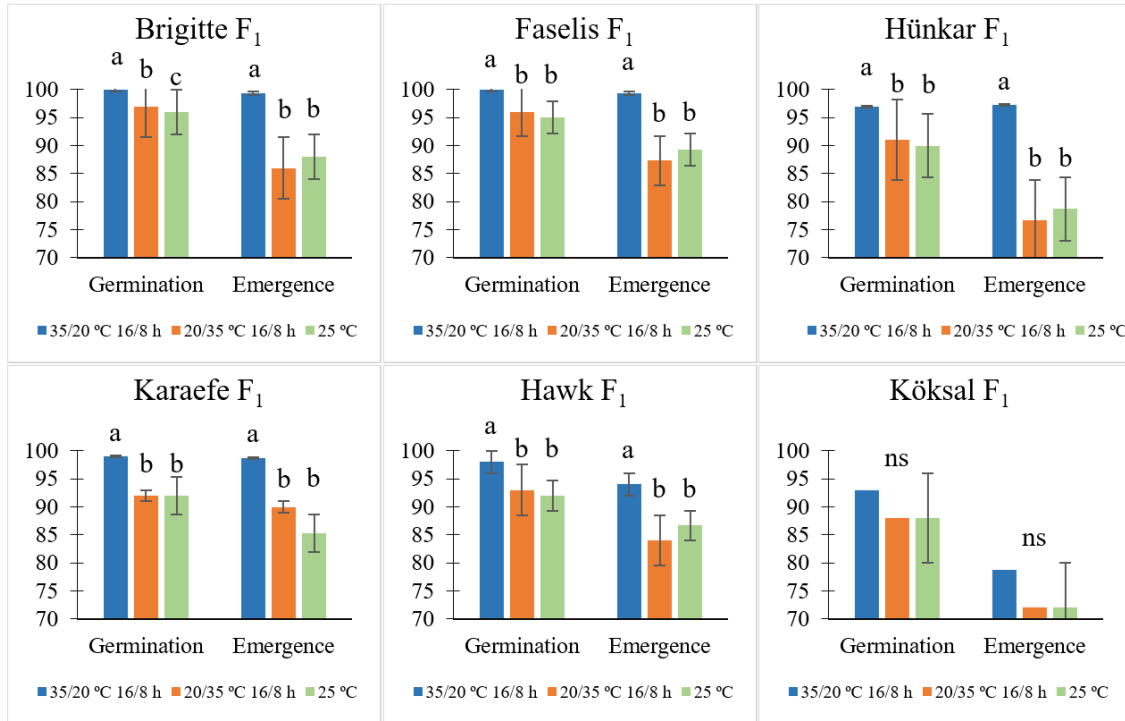 Brigitte F₁
a b c a b b
100
95
90
85
80
75
70
Germination Emergence
35/20 ºC 16/8 h 20/35 ºC 16/8 h 25 ºC
Faselis F₁
a b b a b b
100
95
90
85
80
75
70
Germination Emergence
35/20 ºC 16/8 h 20/35 ºC 16/8 h 25 ºC
Hünkar F₁
a b b a b b
100
95
90
85
80
75
70
Germination Emergence
35/20 ºC 16/8 h 20/35 ºC 16/8 h 25 ºC
Karaefe F₁
a b b a b b
100
95
90
85
80
75
70
Germination Emergence
35/20 ºC 16/8 h 20/35 ºC 16/8 h 25 ºC
Hawk F₁
a b b a b b
100
95
90
85
80
75
70
Germination Emergence
35/20 ºC 16/8 h 20/35 ºC 16/8 h 25 ºC
Köksal F₁
ns ns
100
95
90
85
80
75
70
Germination Emergence
35/20 ºC 16/8 h 20/35 ºC 16/8 h 25 ºC